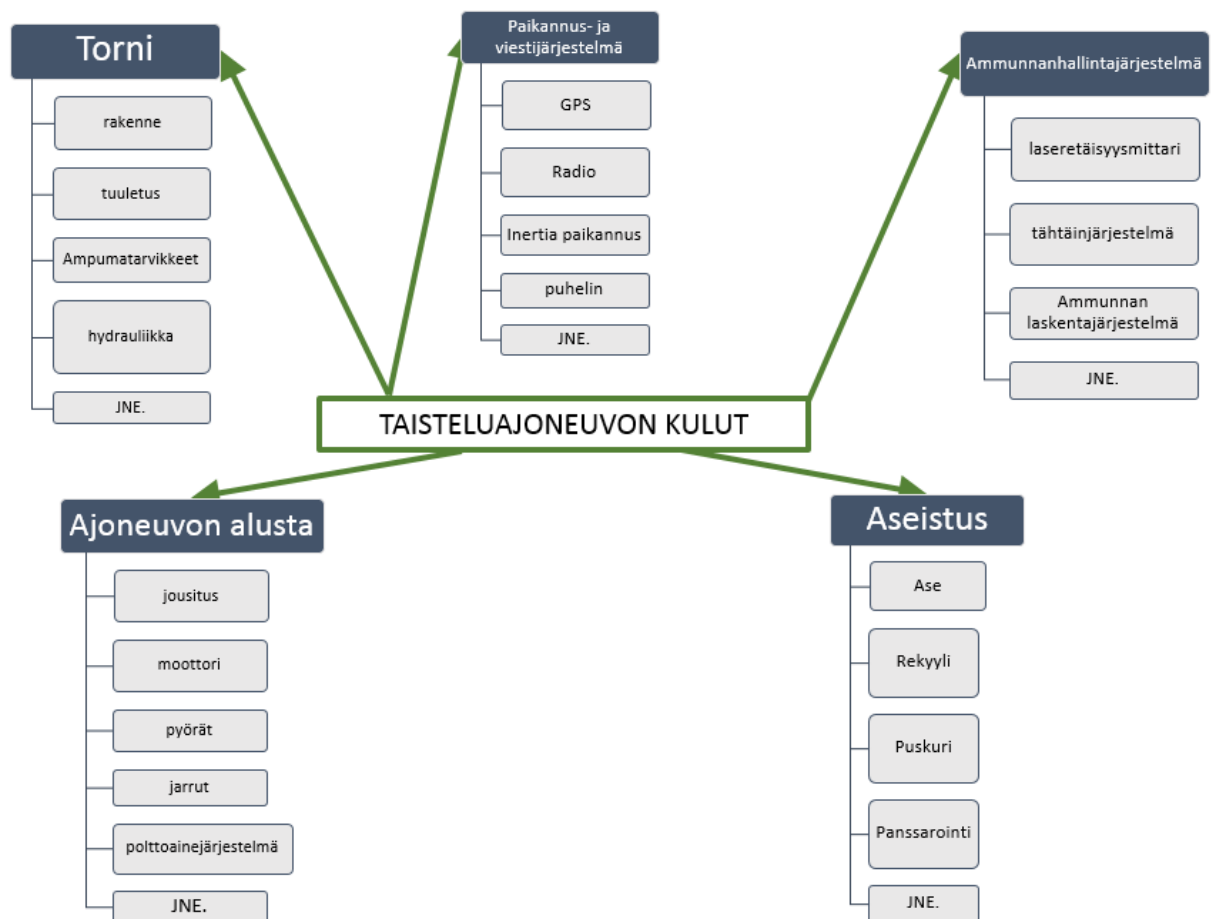 Torni
rakenne
tuuletus
Ampumatarvikkeet
hydrauliikka
JNE.
Paikannus- ja
viestijärjestelmä
GPS
Radio
Inertia paikannus
puhelin
JNE.
Ammunnanhallintajärjestelmä
laseretäisyysmittari
tähtäinjärjestelmä
Ammunnan
laskentajärjestelmä
JNE.
TAISTELUAJONEUVON KULUT
Ajoneuvon alusta
jousitus
moottori
pyörät
jarrut
polttoainejärjestelmä
JNE.
Aseistus
Ase
Rekyyli
Puskuri
Panssarointi
JNE.